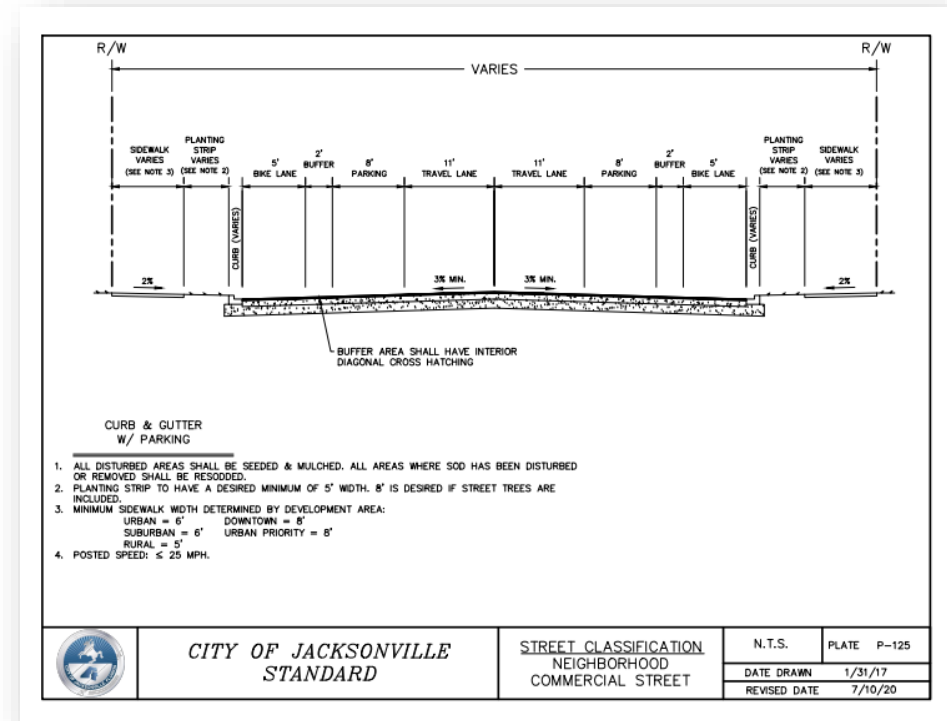 R/W
R/W
VARIES
SIDEWALK
VARIES
(SEE NOTE 3)
PLANTING
STRIP
VARIES
(SEE NOTE 2)
5'
BIKE LANE
2'
BUFFER
8'
PARKING
11'
TRAVEL LANE
11'
TRAVEL LANE
8'
PARKING
2'
BUFFER
5'
BIKE LANE
PLANTING
STRIP
VARIES
(SEE NOTE 2)
SIDEWALK
VARIES
(SEE NOTE 3)
CURB (VARIES)
CURB (VARIES)
2%
3% MIN.
3% MIN.
2%
BUFFER AREA SHALL HAVE INTERIOR
DIAGONAL CROSS HATCHING
CURB & GUTTER
W/ PARKING
1. ALL DISTURBED AREAS SHALL BE SEEDED & MULCHED. ALL AREAS WHERE SOD HAS BEEN DISTURBED
OR REMOVED SHALL BE RESODDED.
2. PLANTING STRIP TO HAVE A DESIRED MINIMUM OF 5' WIDTH. 8' IS DESIRED IF STREET TREES ARE
INCLUDED.
3. MINIMUM SIDEWALK WIDTH DETERMINED BY DEVELOPMENT AREA:
URBAN = 6' DOWNTOWN = 8'
SUBURBAN = 6' URBAN PRIORITY = 8'
RURAL = 5'
4. POSTED SPEED: ≤ 25 MPH.
CITY OF JACKSONVILLE
STANDARD
STREET CLASSIFICATION
NEIGHBORHOOD
COMMERCIAL STREET
N.T.S.
PLATE P-125
DATE DRAWN 1/31/17
REVISED DATE 7/10/20